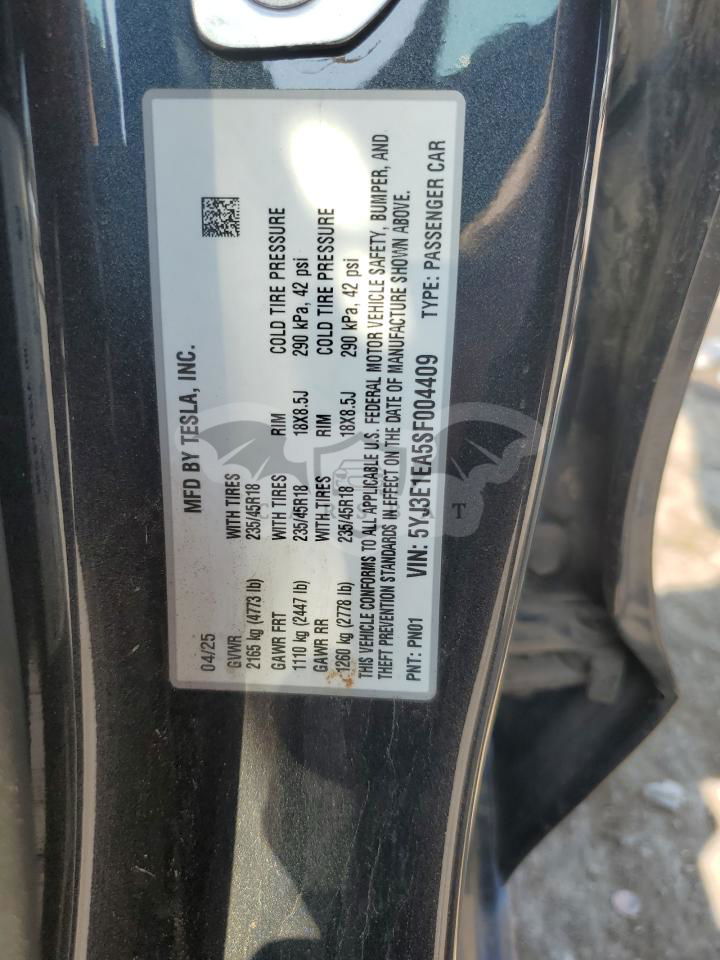 MFD BY TESLA, INC.
04/25
GVWR WITH TIRES
2165 kg (4773 lb) 235/45R18
GAWR FRT WITH TIRES RIM COLD TIRE PRESSURE
1110 kg (2447 lb) 235/45R18 18X8.5J 290 kPa, 42 psi
GAWR RR WITH TIRES RIM COLD TIRE PRESSURE
1260 kg (2778 lb) 235/45R18 18X8.5J 290 kPa, 42 psi
THIS VEHICLE CONFORMS TO ALL APPLICABLE U.S. FEDERAL MOTOR VEHICLE SAFETY, BUMPER, AND
THEFT PREVENTION STANDARDS IN EFFECT ON THE DATE OF MANUFACTURE SHOWN ABOVE.
PNT: PN01 VIN: 5YJ3E1EA5SF004409 TYPE: PASSENGER CAR